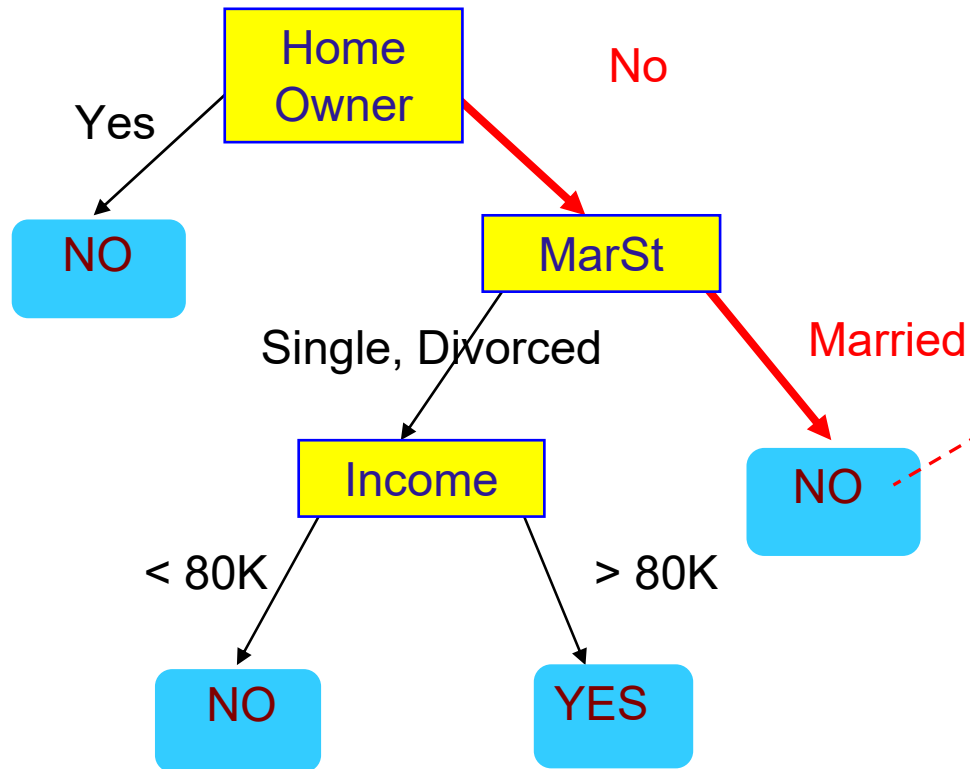 Home
Owner
No
Yes
NO
MarSt
Single, Divorced
Married
Income
NO
< 80K
> 80K
NO
YES